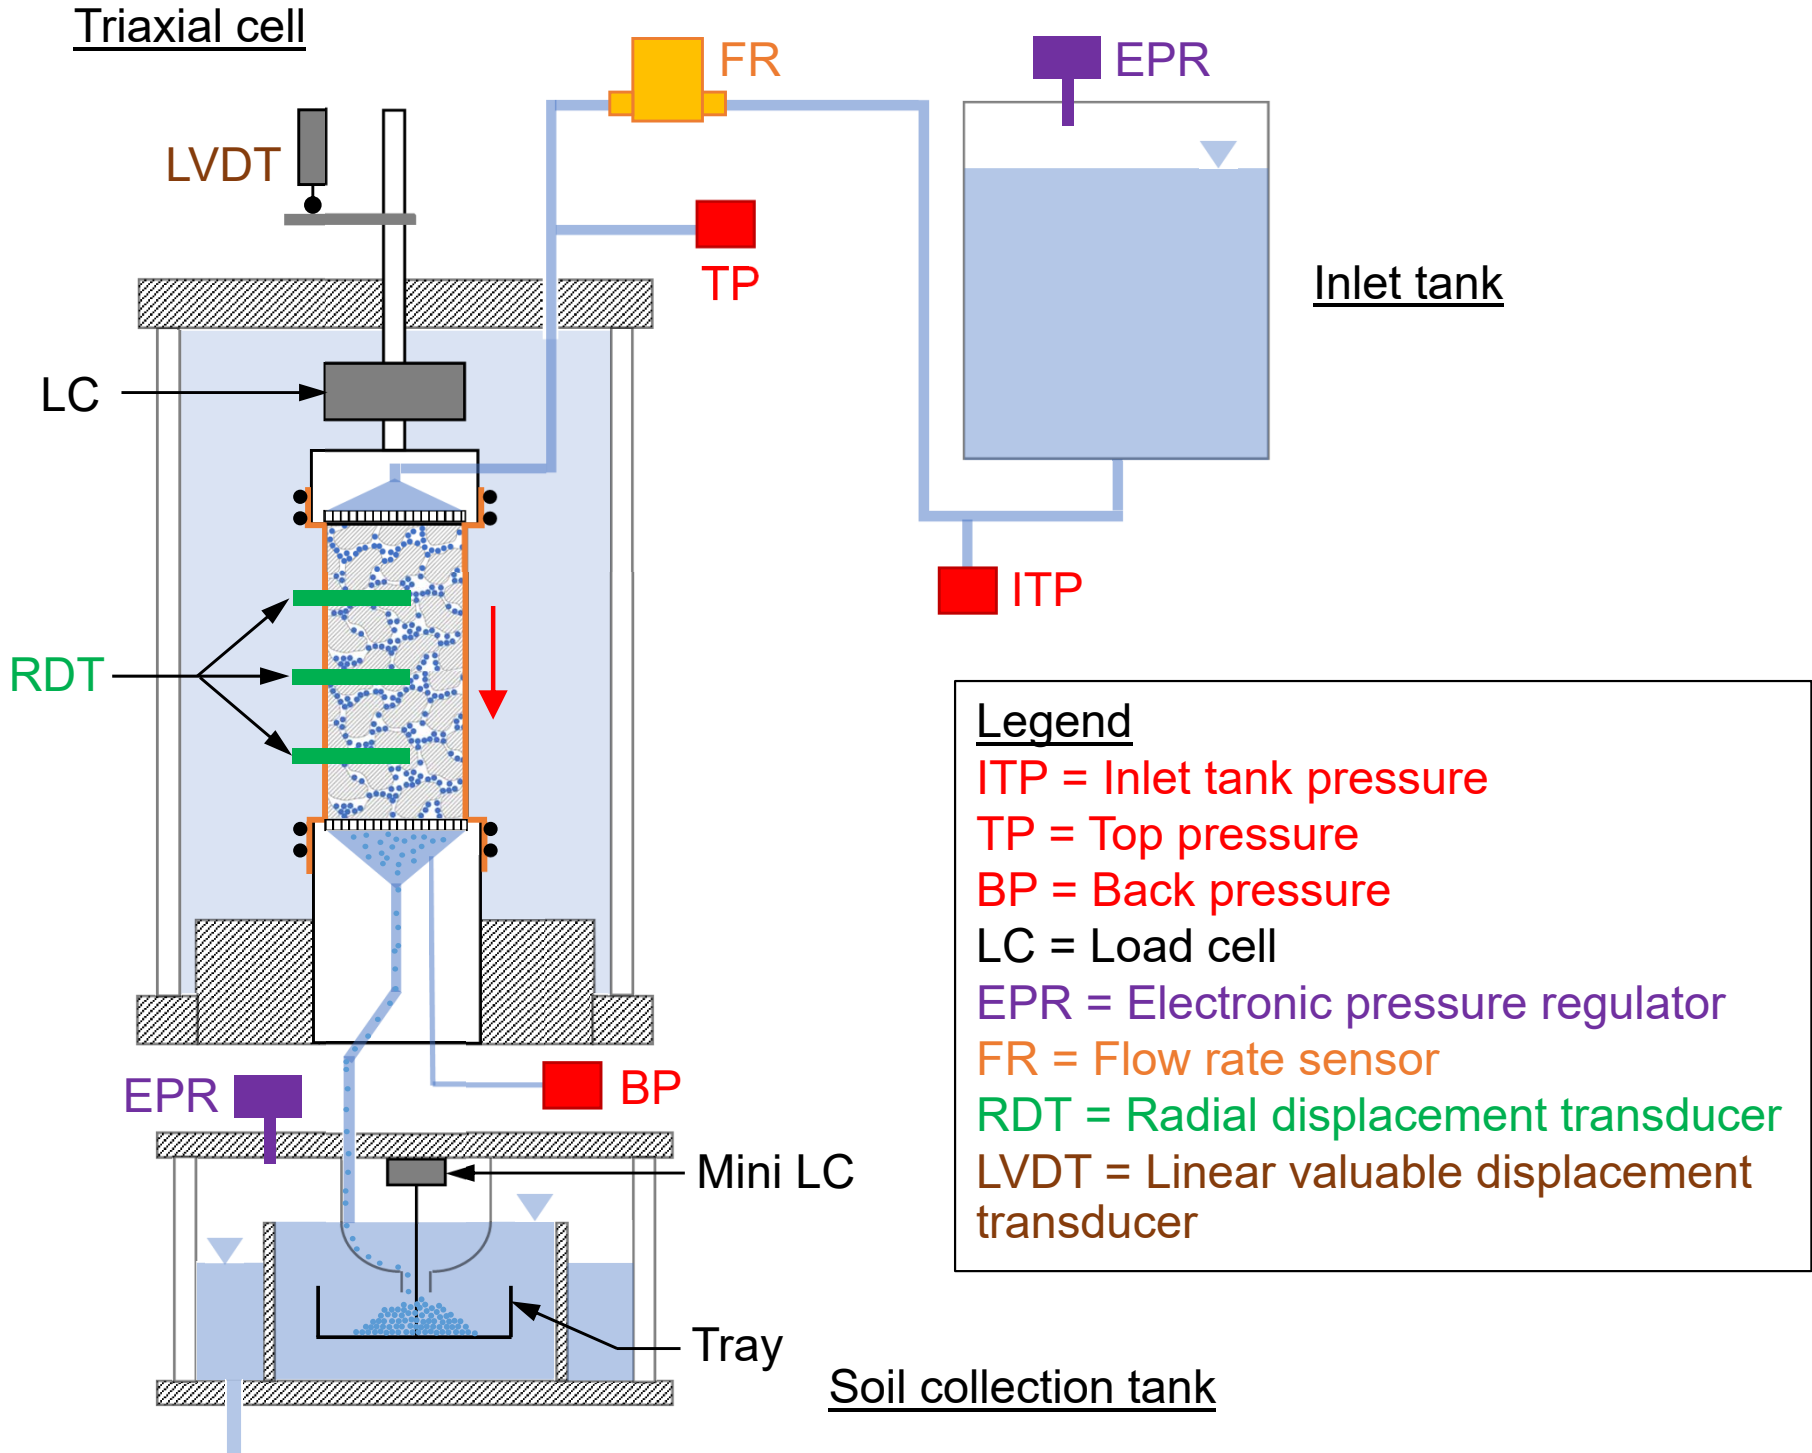 Triaxial cell
FR
EPR
LVDT
TP
Inlet tank
LC
ITP
RDT
Legend
ITP = Inlet tank pressure
TP = Top pressure
BP = Back pressure
LC = Load cell
EPR = Electronic pressure regulator
FR = Flow rate sensor
RDT = Radial displacement transducer
LVDT = Linear valuable displacement
transducer
EPR
BP
Mini LC
Tray
Soil collection tank